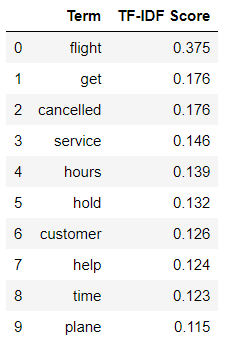 Term TF-IDF Score
0 flight 0.375
1 get 0.176
2 cancelled 0.176
3 service 0.146
4 hours 0.139
5 hold 0.132
6 customer 0.126
7 help 0.124
8 time 0.123
9 plane 0.115